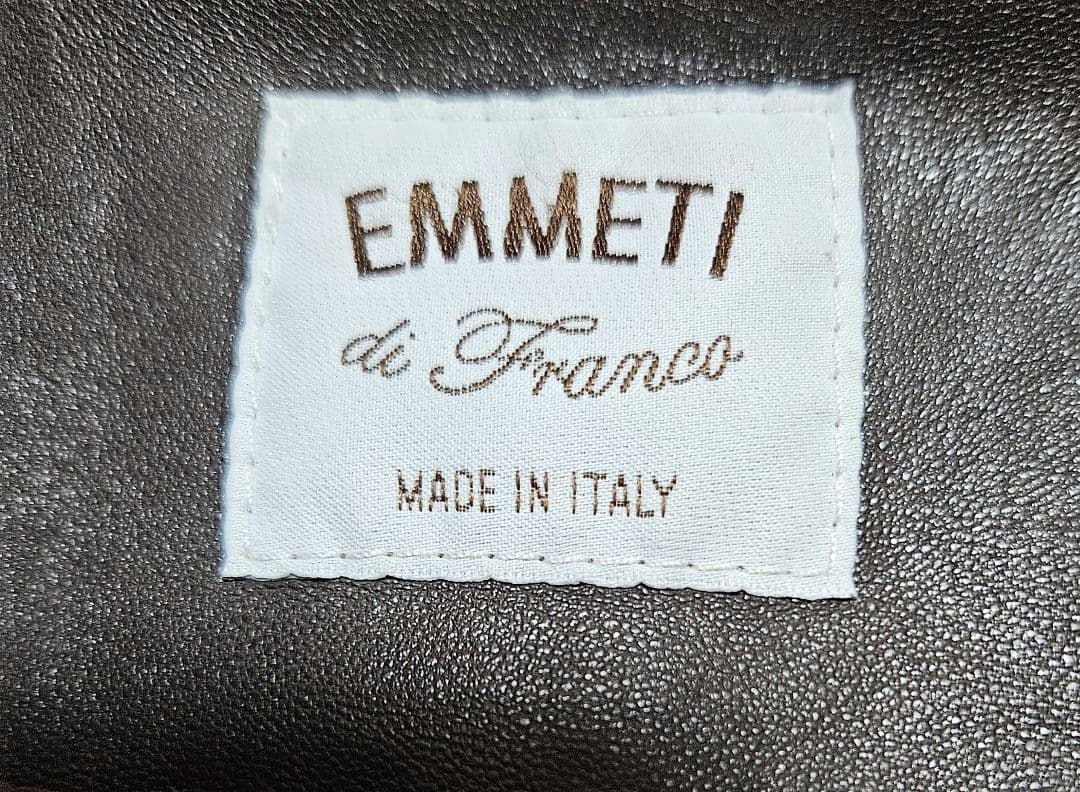 EMMETI
di Franco
MADE IN ITALY